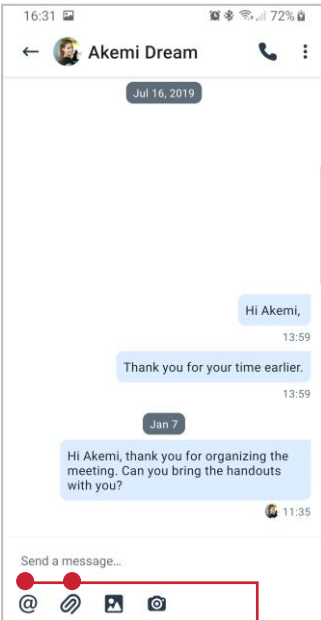 16:31 72%
Akemi Dream
Jul 16, 2019
Hi Akemi,
13:59
Thank you for your time earlier.
13:59
Jan 7
Hi Akemi, thank you for organizing the
meeting. Can you bring the handouts
with you?
11:35
Send a message...
@